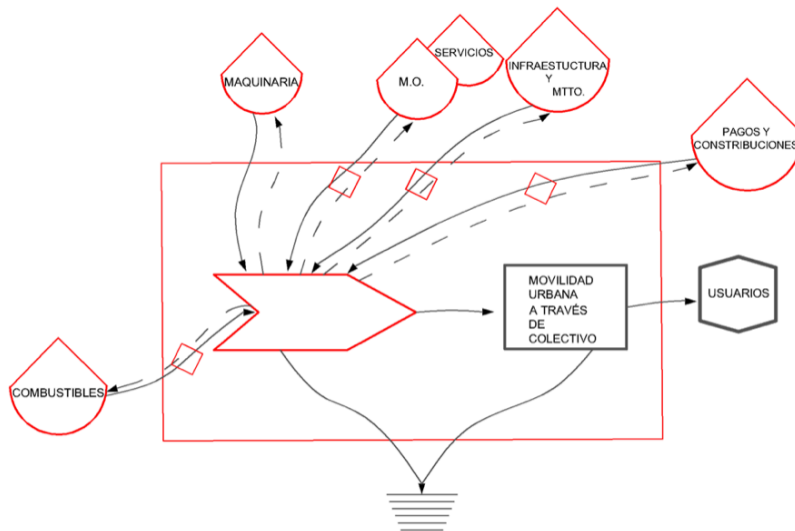 SERVICIOS
MAQUINARIA
M.O.
INFRAESTUCTURA
Y
MTTO.
PAGOS Y
CONSTRIBUCIONES
MOVILIDAD
URBANA
A TRAVÉS
DE
COLECTIVO
USUARIOS
COMBUSTIBLES